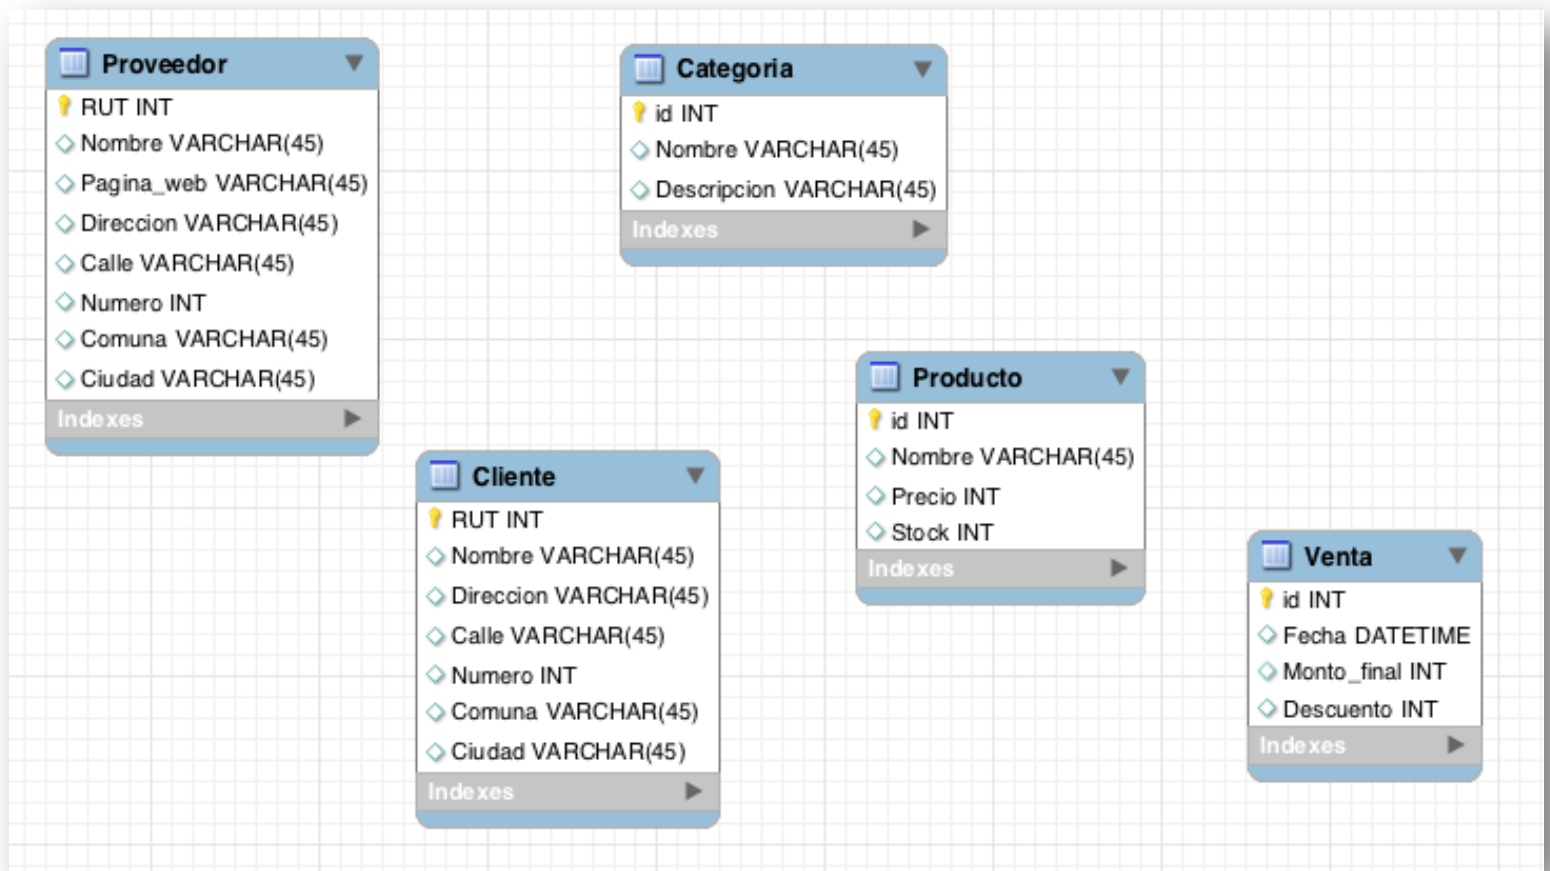 Proveedor
RUT INT
Nombre VARCHAR(45)
Pagina_web VARCHAR(45)
Direccion VARCHAR(45)
Calle VARCHAR(45)
Numero INT
Comuna VARCHAR(45)
Ciudad VARCHAR(45)
Indexes
Categoria
id INT
Nombre VARCHAR(45)
Descripcion VARCHAR(45)
Indexes
Cliente
RUT INT
Nombre VARCHAR(45)
Direccion VARCHAR(45)
Calle VARCHAR(45)
Numero INT
Comuna VARCHAR(45)
Ciudad VARCHAR(45)
Indexes
Producto
id INT
Nombre VARCHAR(45)
Precio INT
Stock INT
Indexes
Venta
id INT
Fecha DATETIME
Monto_final INT
Descuento INT
Indexes